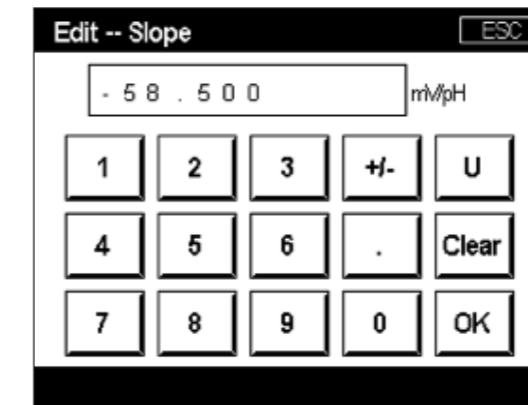 Edit -- Slope ESC
- 5 8 . 5 0 0 mV/pH
1 2 3 +/- U
4 5 6 . Clear
7 8 9 0 OK